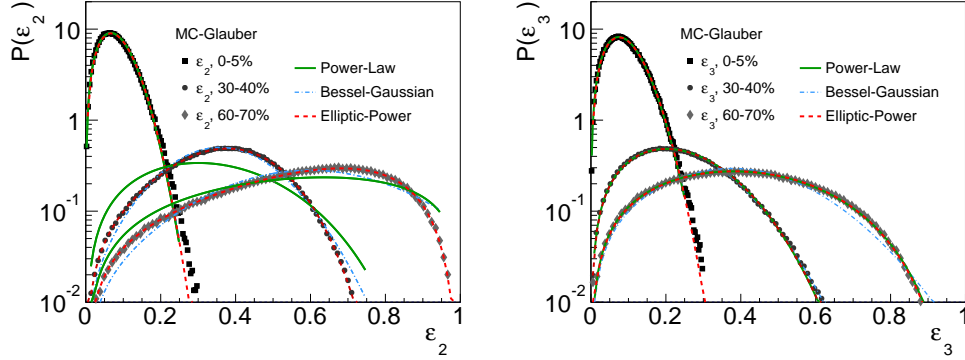 P(ε2)
10
1
10-1
10-2
MC-Glauber
ε2, 0-5%
ε2, 30-40%
ε2, 60-70%
Power-Law
Bessel-Gaussian
Elliptic-Power
0 0.2 0.4 0.6 0.8 1
ε2
P(ε3)
10
1
10-1
10-2
MC-Glauber
ε3, 0-5%
ε3, 30-40%
ε3, 60-70%
Power-Law
Bessel-Gaussian
Elliptic-Power
0 0.2 0.4 0.6 0.8 1
ε3